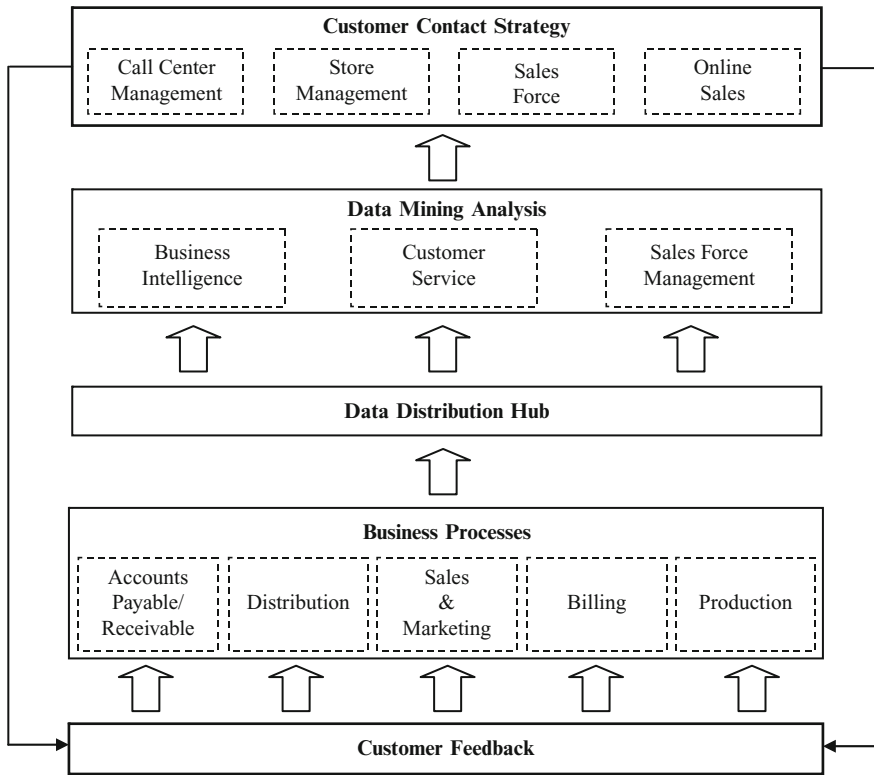 Customer Contact Strategy
Call Center
Management
Store
Management
Sales
Force
Online
Sales
Data Mining Analysis
Business
Intelligence
Customer
Service
Sales Force
Management
Data Distribution Hub
Business Processes
Accounts
Payable/
Receivable
Distribution
Sales
&
Marketing
Billing
Production
Customer Feedback